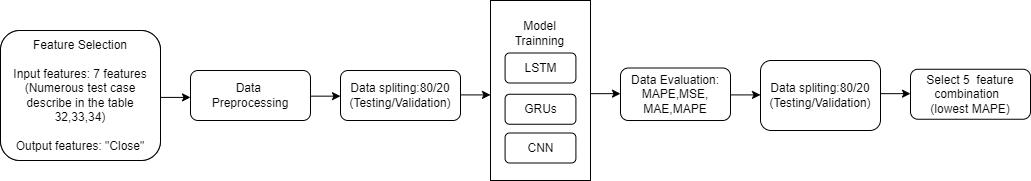 Feature Selection
Input features: 7 features
(Numerous test case
describe in the table
32,33,34)
Output features: "Close"
Data
Preprocessing
Data spliting:80/20
(Testing/Validation)
Model
Trainning
LSTM
GRUs
CNN
Data Evaluation:
MAPE,MSE,
MAE,MAPE
Data spliting:80/20
(Testing/Validation)
Select 5 feature
combination
(lowest MAPE)